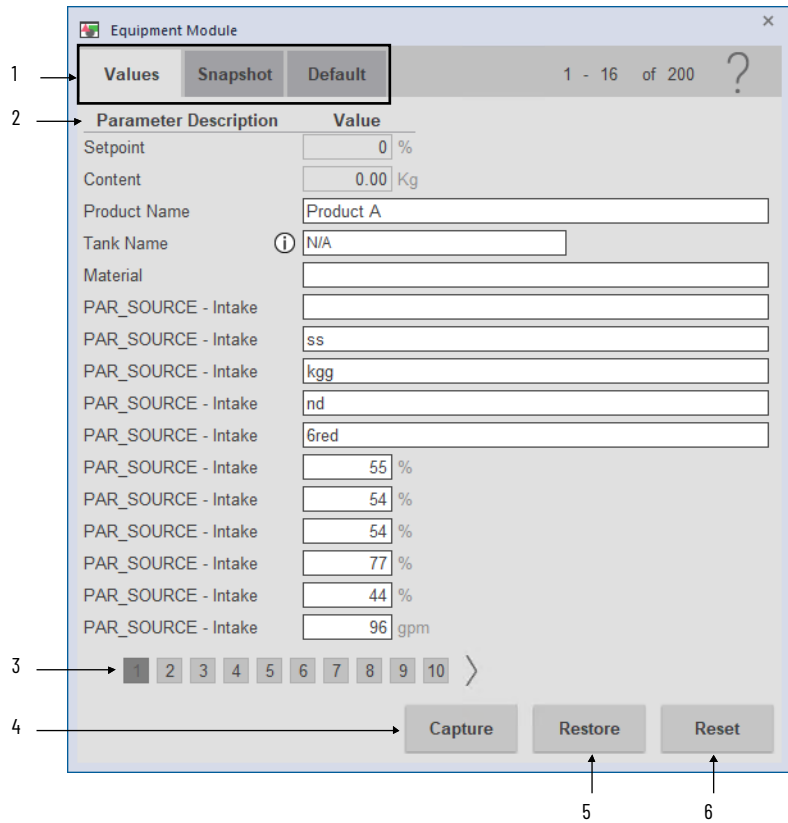 Equipment Module
1 Values Snapshot Default 1 - 16 of 200 ?
2 Parameter Description Value
Setpoint 0 %
Content 0.00 Kg
Product Name Product A
Tank Name i N/A
Material
PAR_SOURCE - Intake
PAR_SOURCE - Intake ss
PAR_SOURCE - Intake kgg
PAR_SOURCE - Intake nd
PAR_SOURCE - Intake 6red
PAR_SOURCE - Intake 55 %
PAR_SOURCE - Intake 54 %
PAR_SOURCE - Intake 54 %
PAR_SOURCE - Intake 77 %
PAR_SOURCE - Intake 44 %
PAR_SOURCE - Intake 96 gpm
3 1 2 3 4 5 6 7 8 9 10
4 Capture Restore Reset
5 6